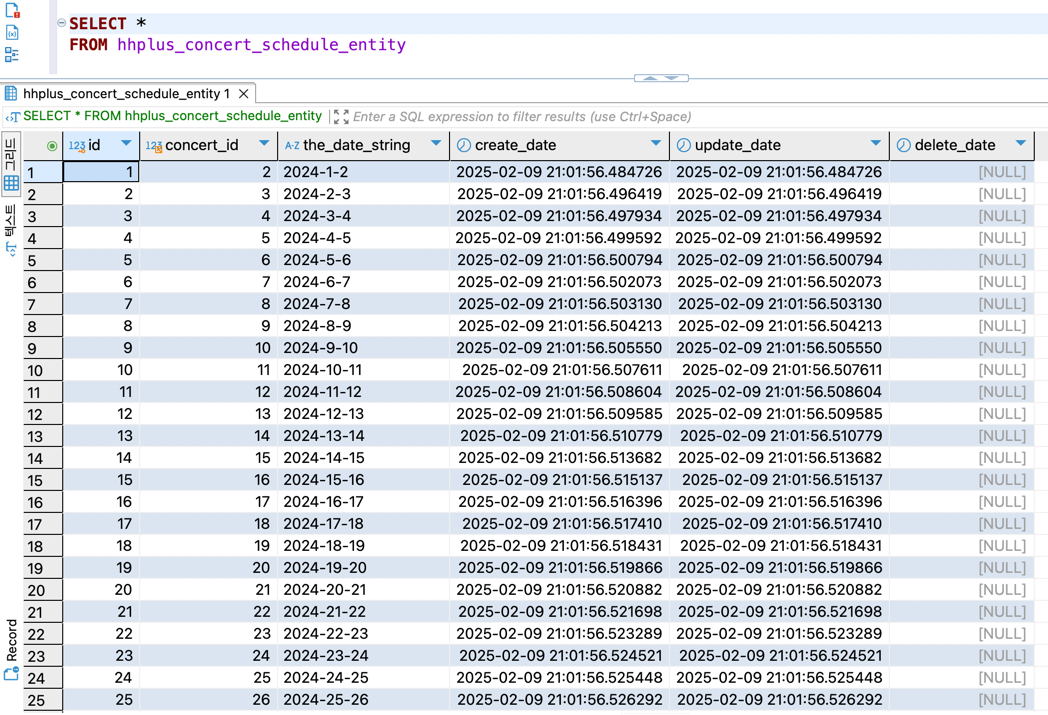 SELECT *
FROM hhplus_concert_schedule_entity
hhplus_concert_schedule_entity 1
SELECT * FROM hhplus_concert_schedule_entity Enter a SQL expression to filter results (use Ctrl+Space)
그리드
텍스트
Record
123 id 123 concert_id A-Z the_date_string create_date update_date delete_date
1 1 2 2024-1-2 2025-02-09 21:01:56.484726 2025-02-09 21:01:56.484726 [NULL]
2 2 3 2024-2-3 2025-02-09 21:01:56.496419 2025-02-09 21:01:56.496419 [NULL]
3 3 4 2024-3-4 2025-02-09 21:01:56.497934 2025-02-09 21:01:56.497934 [NULL]
4 4 5 2024-4-5 2025-02-09 21:01:56.499592 2025-02-09 21:01:56.499592 [NULL]
5 5 6 2024-5-6 2025-02-09 21:01:56.500794 2025-02-09 21:01:56.500794 [NULL]
6 6 7 2024-6-7 2025-02-09 21:01:56.502073 2025-02-09 21:01:56.502073 [NULL]
7 7 8 2024-7-8 2025-02-09 21:01:56.503130 2025-02-09 21:01:56.503130 [NULL]
8 8 9 2024-8-9 2025-02-09 21:01:56.504213 2025-02-09 21:01:56.504213 [NULL]
9 9 10 2024-9-10 2025-02-09 21:01:56.505550 2025-02-09 21:01:56.505550 [NULL]
10 10 11 2024-10-11 2025-02-09 21:01:56.507611 2025-02-09 21:01:56.507611 [NULL]
11 11 12 2024-11-12 2025-02-09 21:01:56.508604 2025-02-09 21:01:56.508604 [NULL]
12 12 13 2024-12-13 2025-02-09 21:01:56.509585 2025-02-09 21:01:56.509585 [NULL]
13 13 14 2024-13-14 2025-02-09 21:01:56.510779 2025-02-09 21:01:56.510779 [NULL]
14 14 15 2024-14-15 2025-02-09 21:01:56.513682 2025-02-09 21:01:56.513682 [NULL]
15 15 16 2024-15-16 2025-02-09 21:01:56.515137 2025-02-09 21:01:56.515137 [NULL]
16 16 17 2024-16-17 2025-02-09 21:01:56.516396 2025-02-09 21:01:56.516396 [NULL]
17 17 18 2024-17-18 2025-02-09 21:01:56.517410 2025-02-09 21:01:56.517410 [NULL]
18 18 19 2024-18-19 2025-02-09 21:01:56.518431 2025-02-09 21:01:56.518431 [NULL]
19 19 20 2024-19-20 2025-02-09 21:01:56.519866 2025-02-09 21:01:56.519866 [NULL]
20 20 21 2024-20-21 2025-02-09 21:01:56.520882 2025-02-09 21:01:56.520882 [NULL]
21 21 22 2024-21-22 2025-02-09 21:01:56.521698 2025-02-09 21:01:56.521698 [NULL]
22 22 23 2024-22-23 2025-02-09 21:01:56.523289 2025-02-09 21:01:56.523289 [NULL]
23 23 24 2024-23-24 2025-02-09 21:01:56.524521 2025-02-09 21:01:56.524521 [NULL]
24 24 25 2024-24-25 2025-02-09 21:01:56.525448 2025-02-09 21:01:56.525448 [NULL]
25 25 26 2024-25-26 2025-02-09 21:01:56.526292 2025-02-09 21:01:56.526292 [NULL]